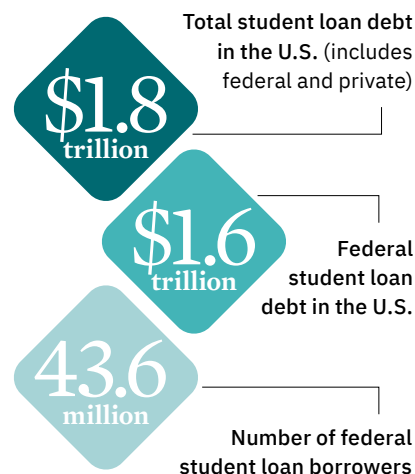 Total student loan debt
in the U.S. (includes
federal and private)
$1.8
trillion
$1.6
trillion
Federal
student loan
debt in the U.S.
43.6
million
Number of federal
student loan borrowers